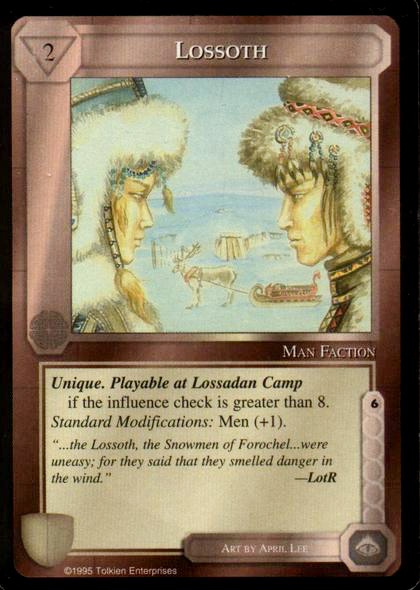 2
LOSSOTH
MAN FACTION
Unique. Playable at Lossadan Camp
if the influence check is greater than 8.
Standard Modifications: Men (+1).
6
“...the Lossoth, the Snowmen of Forochel...were
uneasy; for they said that they smelled danger in
the wind.” —LotR
ART BY APRIL LEE
©1995 Tolkien Enterprises